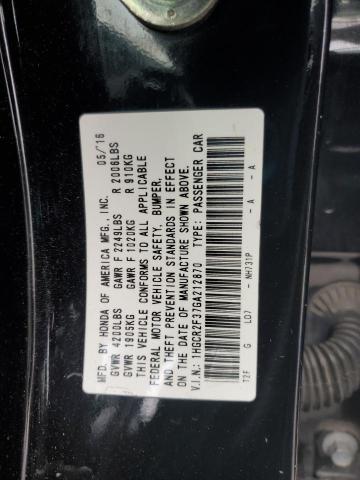 MFD. BY HONDA OF AMERICA MFG., INC. 05/'16
GVWR 4200LBS GAWR F 2249LBS R 2006LBS
GVWR 1905KG GAWR F 1020KG R 910KG
THIS VEHICLE CONFORMS TO ALL APPLICABLE
FEDERAL MOTOR VEHICLE SAFETY, BUMPER,
AND THEFT PREVENTION STANDARDS IN EFFECT
ON THE DATE OF MANUFACTURE SHOWN ABOVE.
V.I.N.: 1HGCR2F37GA212870 TYPE: PASSENGER CAR
T2F G LD7 - NH731P - A - A